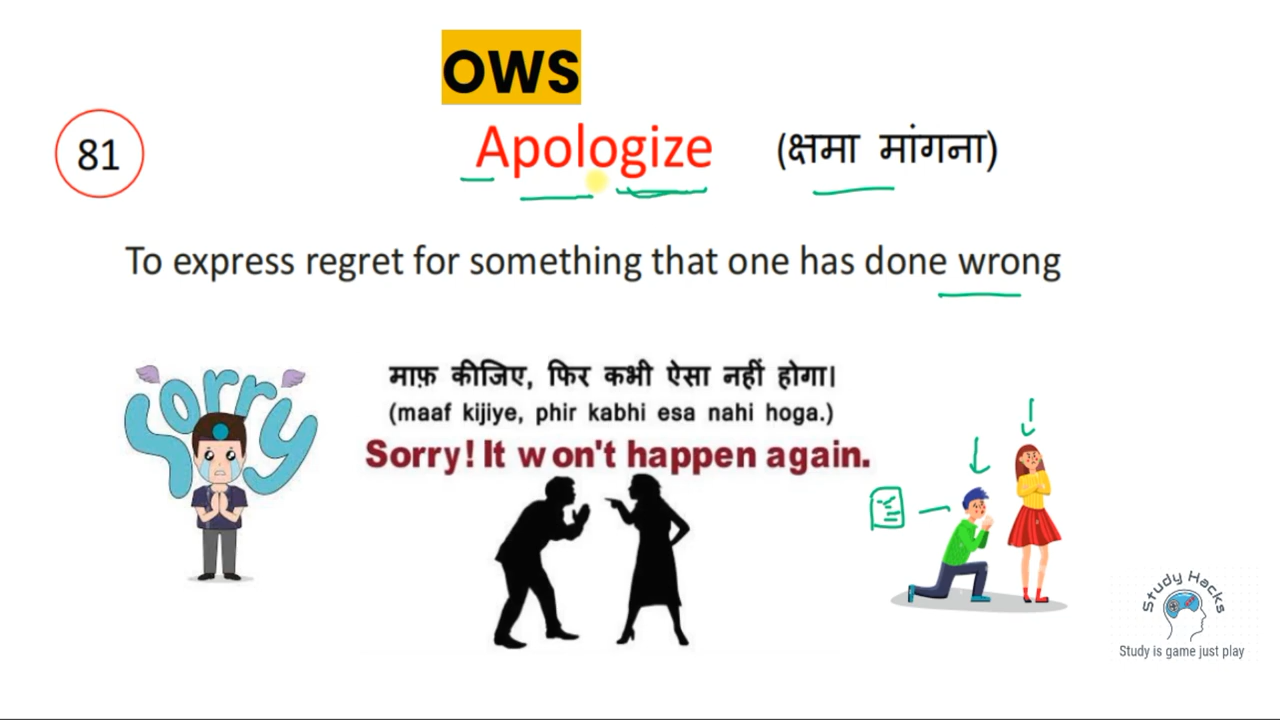 OWS
81
Apologize (क्षमा मांगना)
To express regret for something that one has done wrong
sorry
माफ़ कीजिए, फिर कभी ऐसा नहीं होगा।
(maaf kijiye, phir kabhi esa nahi hoga.)
Sorry! It won't happen again.
Study Hacks
Study is game just play